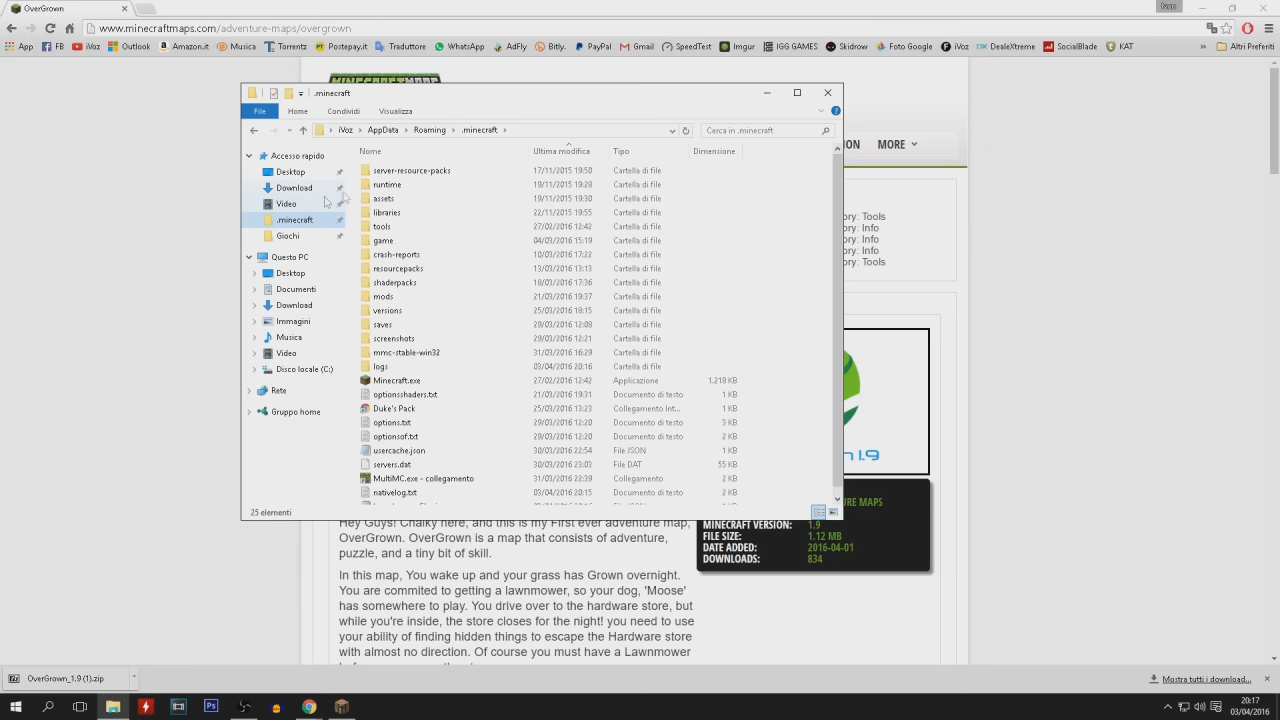 OverGrown
Ivan
www.minecraftmaps.com/adventure-maps/overgrown
App FB iVoz Outlook Amazon.it Musica Torrentz Postepay.it Traduttore WhatsApp AdFly Bitly. PayPal Gmail SpeedTest Imgur IGG GAMES Skidrow Foto Google iVoz DealeXtreme SocialBlade KAT » Altri Preferiti
.minecraft
File Home Condividi Visualizza
iVoz AppData Roaming .minecraft
Cerca in .minecraft
ION MORE
Nome Ultima modifica Tipo Dimensione
Accesso rapido
Desktop
Download
Video
.minecraft
Giochi
Questo PC
Desktop
Documenti
Download
Immagini
Musica
Video
Disco locale (C:)
Rete
Gruppo home
server-resource-packs 17/11/2015 19:50 Cartella di file
runtime 19/11/2015 19:28 Cartella di file
assets 19/11/2015 19:30 Cartella di file
libraries 22/11/2015 19:55 Cartella di file
tools 27/02/2016 12:42 Cartella di file
game 04/03/2016 15:19 Cartella di file
crash-reports 10/03/2016 17:22 Cartella di file
resourcepacks 13/03/2016 13:13 Cartella di file
shaderpacks 18/03/2016 17:36 Cartella di file
mods 21/03/2016 19:37 Cartella di file
versions 25/03/2016 18:15 Cartella di file
saves 29/03/2016 12:08 Cartella di file
screenshots 29/03/2016 12:21 Cartella di file
mmc-stable-win32 31/03/2016 16:29 Cartella di file
logs 03/04/2016 20:16 Cartella di file
Minecraft.exe 27/02/2016 12:42 Applicazione 1.218 KB
optionsshaders.txt 21/03/2016 19:31 Documento di testo 1 KB
Duke's Pack 25/03/2016 13:23 Collegamento Int... 1 KB
options.txt 29/03/2016 12:20 Documento di testo 3 KB
optionsof.txt 29/03/2016 12:20 Documento di testo 2 KB
usercache.json 30/03/2016 22:54 File JSON 1 KB
servers.dat 30/03/2016 23:03 File DAT 55 KB
MultiMC.exe - collegamento 31/03/2016 22:39 Collegamento 2 KB
nativelog.txt 03/04/2016 20:15 Documento di testo 2 KB
25 elementi
ory: Tools
ory: Info
ory: Info
ory: Info
ory: Tools
n 1.9
URE MAPS
MINECRAFT VERSION: 1.9
FILE SIZE: 1.12 MB
DATE ADDED: 2016-04-01
DOWNLOADS: 834
Hey Guys! Chalky here, and this is my First ever adventure map,
OverGrown. OverGrown is a map that consists of adventure,
puzzle, and a tiny bit of skill.
In this map, You wake up and your grass has Grown overnight.
You are commited to getting a lawnmower, so your dog, 'Moose'
has somewhere to play. You drive over to the hardware store, but
while you're inside, the store closes for the night! you need to use
your ability of finding hidden things to escape the Hardware store
with almost no direction. Of course you must have a Lawnmower
OverGrown_1.9 (1).zip
Mostra tutti i download...
20:17
03/04/2016